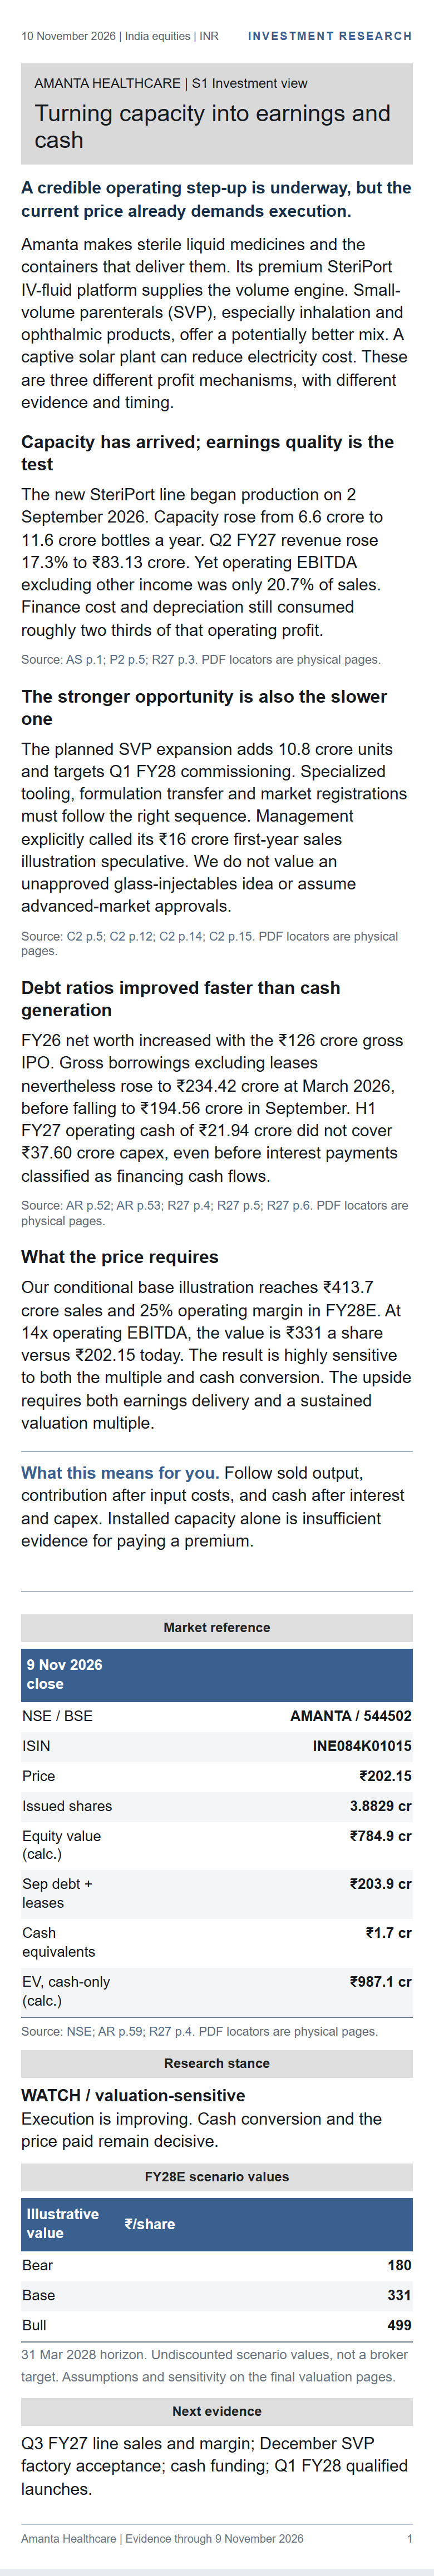 10 November 2026 | India equities | INR INVESTMENT RESEARCH
AMANTA HEALTHCARE | S1 Investment view
Turning capacity into earnings and
cash
A credible operating step-up is underway, but the
current price already demands execution.
Amanta makes sterile liquid medicines and the
containers that deliver them. Its premium SteriPort
IV-fluid platform supplies the volume engine. Small-
volume parenterals (SVP), especially inhalation and
ophthalmic products, offer a potentially better mix. A
captive solar plant can reduce electricity cost. These
are three different profit mechanisms, with different
evidence and timing.
Capacity has arrived; earnings quality is the
test
The new SteriPort line began production on 2
September 2026. Capacity rose from 6.6 crore to
11.6 crore bottles a year. Q2 FY27 revenue rose
17.3% to ₹83.13 crore. Yet operating EBITDA
excluding other income was only 20.7% of sales.
Finance cost and depreciation still consumed
roughly two thirds of that operating profit.
Source: AS p.1; P2 p.5; R27 p.3. PDF locators are physical pages.
The stronger opportunity is also the slower
one
The planned SVP expansion adds 10.8 crore units
and targets Q1 FY28 commissioning. Specialized
tooling, formulation transfer and market registrations
must follow the right sequence. Management
explicitly called its ₹16 crore first-year sales
illustration speculative. We do not value an
unapproved glass-injectables idea or assume
advanced-market approvals.
Source: C2 p.5; C2 p.12; C2 p.14; C2 p.15. PDF locators are physical
pages.
Debt ratios improved faster than cash
generation
FY26 net worth increased with the ₹126 crore gross
IPO. Gross borrowings excluding leases
nevertheless rose to ₹234.42 crore at March 2026,
before falling to ₹194.56 crore in September. H1
FY27 operating cash of ₹21.94 crore did not cover
₹37.60 crore capex, even before interest payments
classified as financing cash flows.
Source: AR p.52; AR p.53; R27 p.4; R27 p.5; R27 p.6. PDF locators are
physical pages.
What the price requires
Our conditional base illustration reaches ₹413.7
crore sales and 25% operating margin in FY28E. At
14x operating EBITDA, the value is ₹331 a share
versus ₹202.15 today. The result is highly sensitive
to both the multiple and cash conversion. The upside
requires both earnings delivery and a sustained
valuation multiple.
What this means for you. Follow sold output,
contribution after input costs, and cash after interest
and capex. Installed capacity alone is insufficient
evidence for paying a premium.
Market reference
9 Nov 2026
close
NSE / BSE AMANTA / 544502
ISIN INE084K01015
Price ₹202.15
Issued shares 3.8829 cr
Equity value
(calc.) ₹784.9 cr
Sep debt +
leases ₹203.9 cr
Cash
equivalents ₹1.7 cr
EV, cash-only
(calc.) ₹987.1 cr
Source: NSE; AR p.59; R27 p.4. PDF locators are physical pages.
Research stance
WATCH / valuation-sensitive
Execution is improving. Cash conversion and the
price paid remain decisive.
FY28E scenario values
Illustrative
value ₹/share
Bear 180
Base 331
Bull 499
31 Mar 2028 horizon. Undiscounted scenario values, not a broker
target. Assumptions and sensitivity on the final valuation pages.
Next evidence
Q3 FY27 line sales and margin; December SVP
factory acceptance; cash funding; Q1 FY28 qualified
launches.
Amanta Healthcare | Evidence through 9 November 2026 1